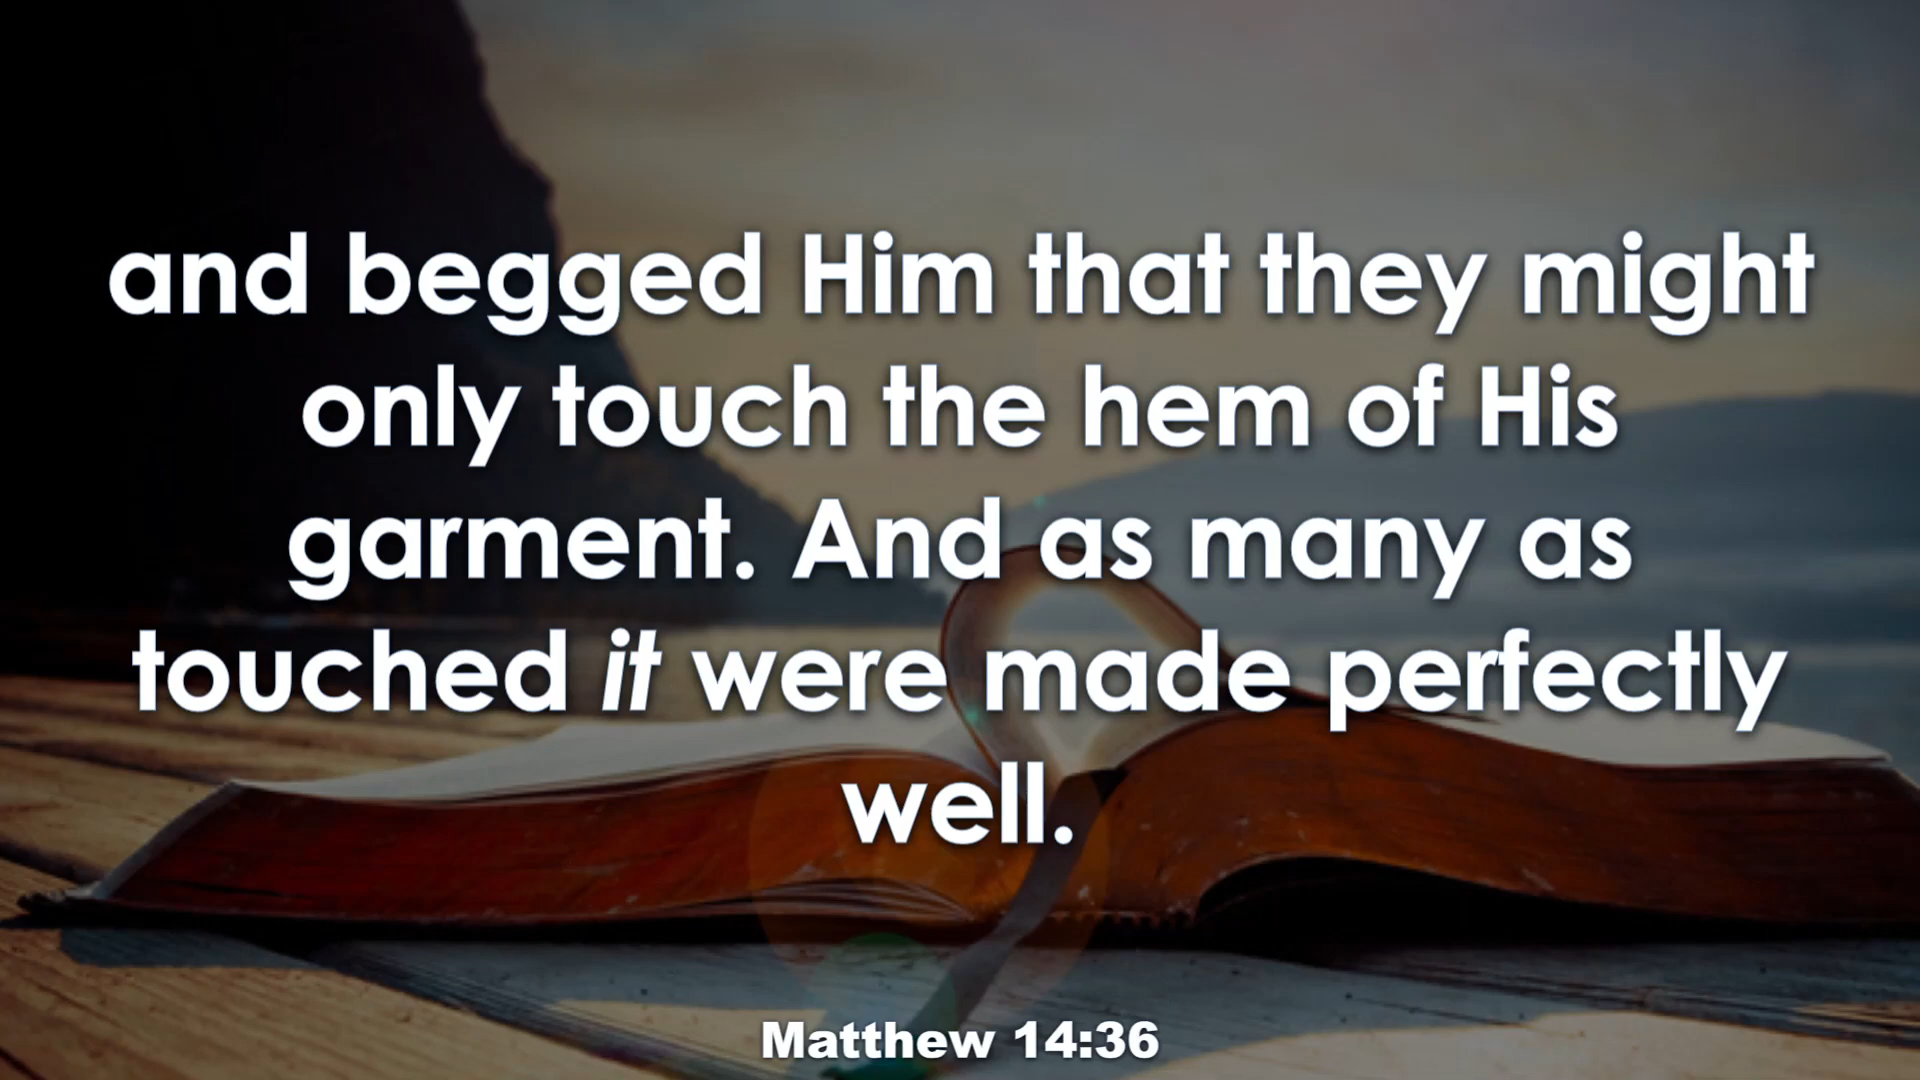 and begged Him that they might
only touch the hem of His
garment. And as many as
touched it were made perfectly
well.
Matthew 14:36